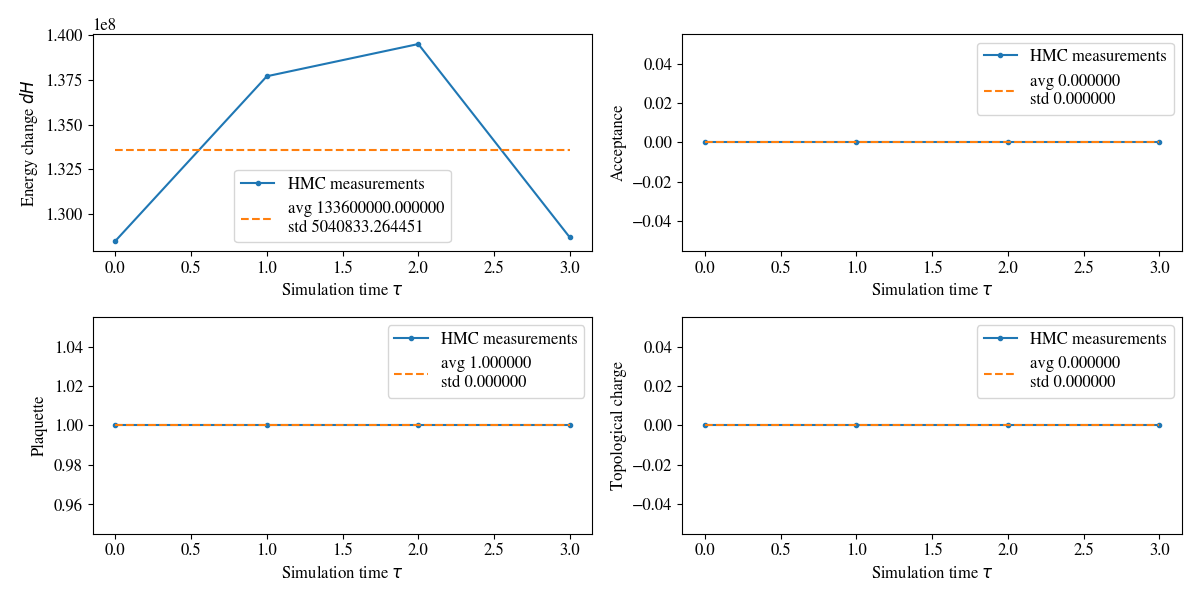 1e8
1.400
1.375
1.350
1.325
1.300
Energy change dH
HMC measurements
avg 133600000.000000
std 5040833.264451
0.0 0.5 1.0 1.5 2.0 2.5 3.0
Simulation time τ
0.04
0.02
0.00
−0.02
−0.04
Acceptance
HMC measurements
avg 0.000000
std 0.000000
0.0 0.5 1.0 1.5 2.0 2.5 3.0
Simulation time τ
1.04
1.02
1.00
0.98
0.96
Plaquette
HMC measurements
avg 1.000000
std 0.000000
0.0 0.5 1.0 1.5 2.0 2.5 3.0
Simulation time τ
0.04
0.02
0.00
−0.02
−0.04
Topological charge
HMC measurements
avg 0.000000
std 0.000000
0.0 0.5 1.0 1.5 2.0 2.5 3.0
Simulation time τ